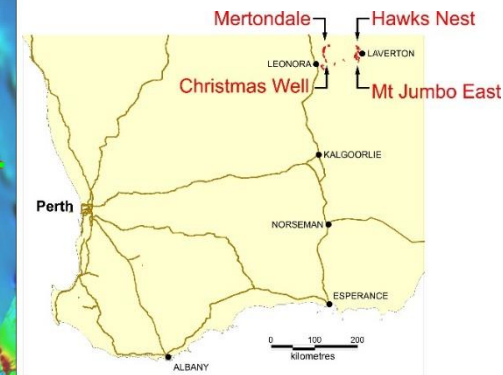 Mertondale
Hawks Nest
LEONORA
LAVERTON
Christmas Well
Mt Jumbo East
KALGOORLIE
Perth
NORSEMAN
ESPERANCE
0 100 200
kilometres
ALBANY